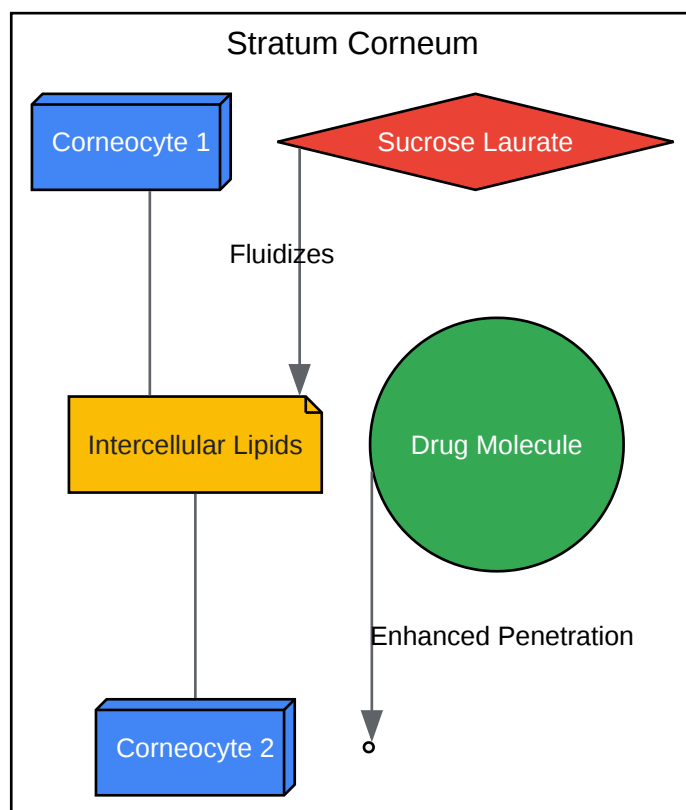 Stratum Corneum
Corneocyte 1
Sucrose Laurate
Fluidizes
Intercellular Lipids
Drug Molecule
Enhanced Penetration
Corneocyte 2